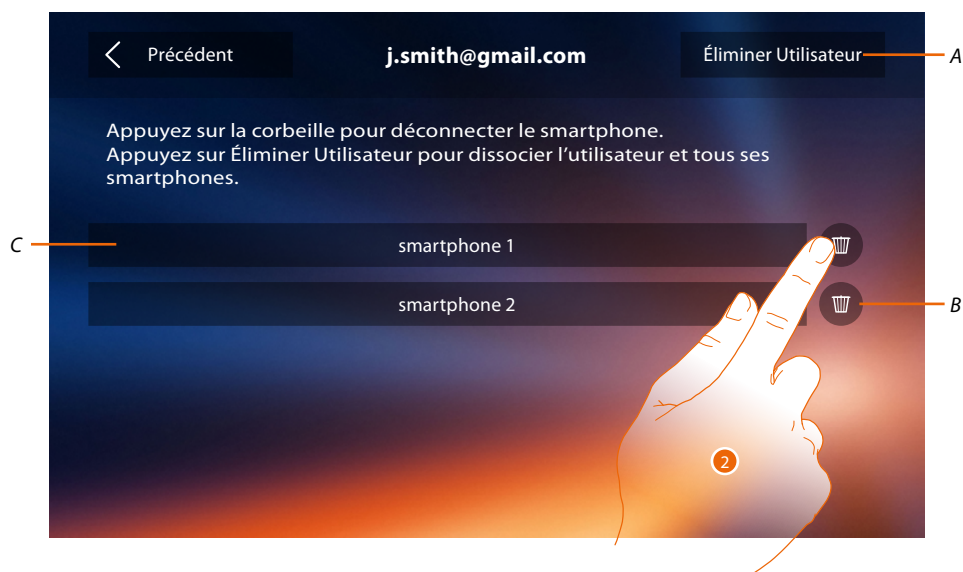 Précédent
j.smith@gmail.com
Éliminer Utilisateur
A
Appuyez sur la corbeille pour déconnecter le smartphone.
Appuyez sur Éliminer Utilisateur pour dissocier l’utilisateur et tous ses
smartphones.
C
smartphone 1
smartphone 2
B
2